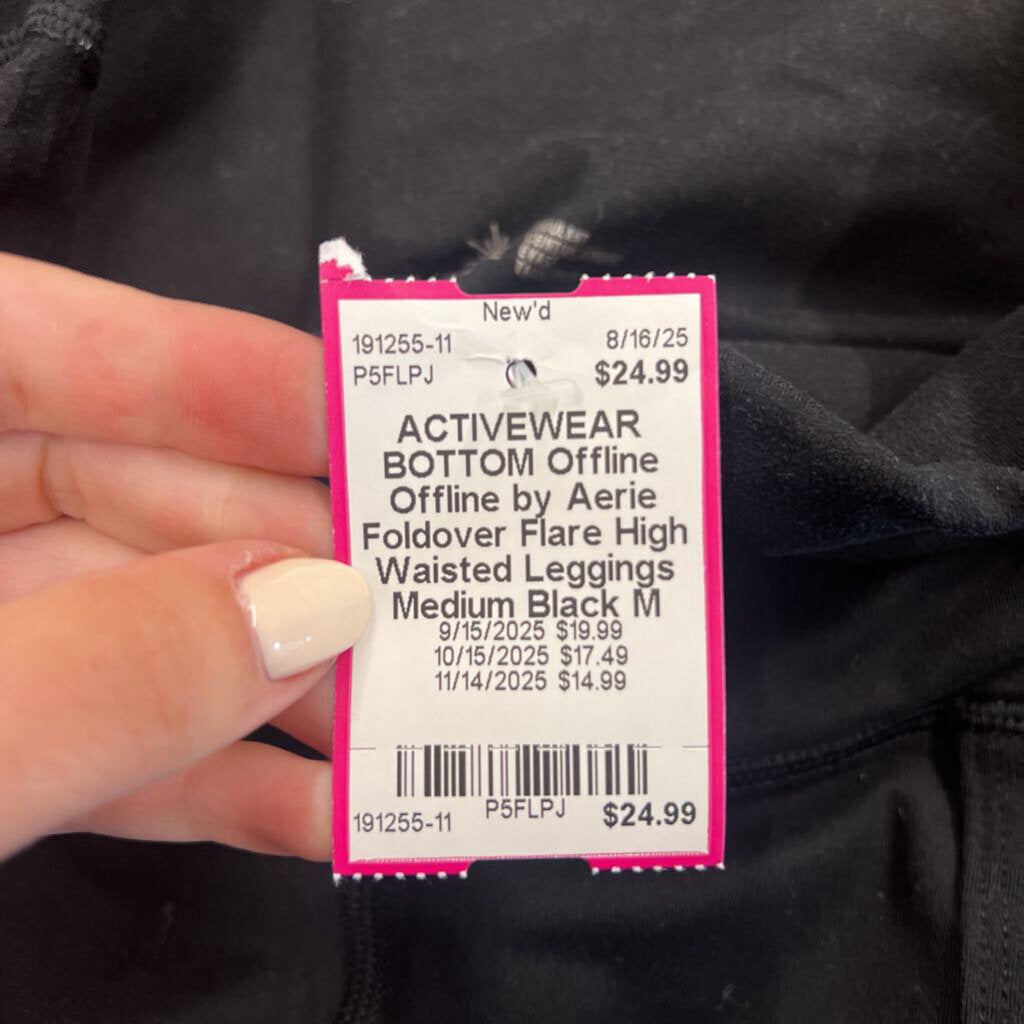 New'd
191255-11 8/16/25
P5FLPJ $24.99
ACTIVEWEAR
BOTTOM Offline
Offline by Aerie
Foldover Flare High
Waisted Leggings
Medium Black M
9/15/2025 $19.99
10/15/2025 $17.49
11/14/2025 $14.99
191255-11 P5FLPJ $24.99